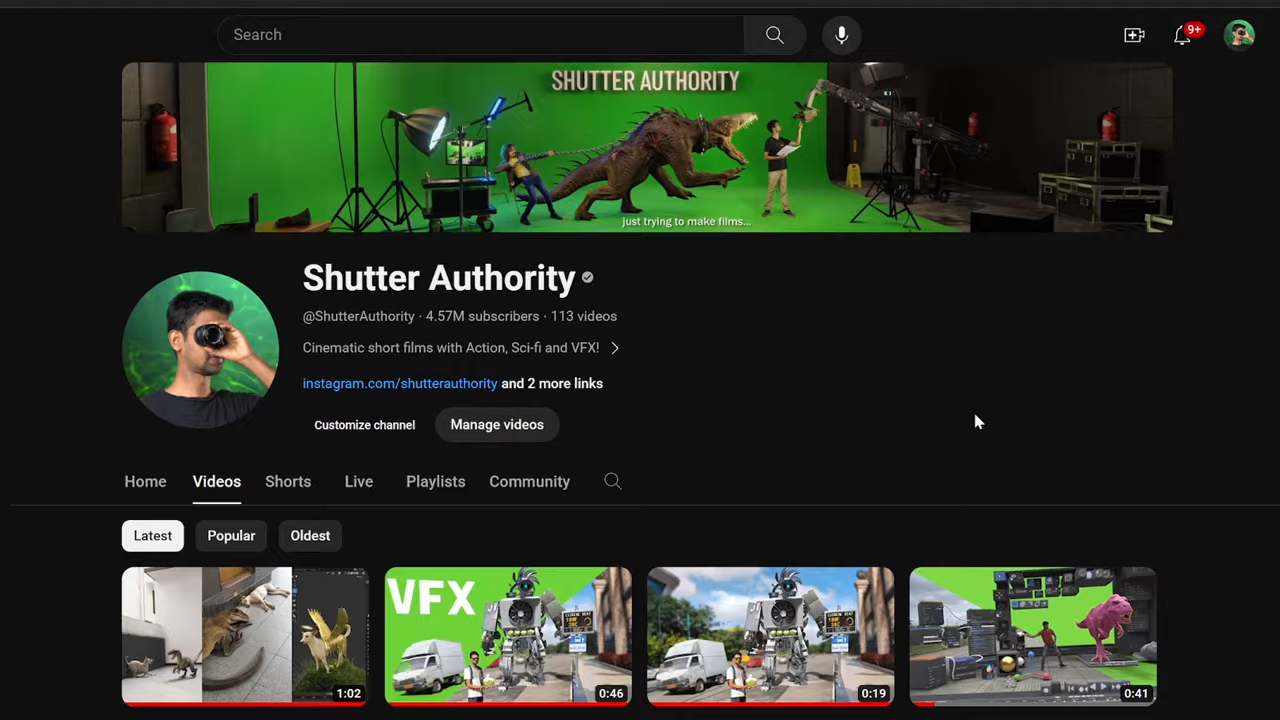 Search
9+
SHUTTER AUTHORITY
just trying to make films...
Shutter Authority
@ShutterAuthority · 4.57M subscribers · 113 videos
Cinematic short films with Action, Sci-fi and VFX!
instagram.com/shutterauthority and 2 more links
Customize channel
Manage videos
Home
Videos
Shorts
Live
Playlists
Community
Latest
Popular
Oldest
1:02
VFX
0:46
0:19
0:41